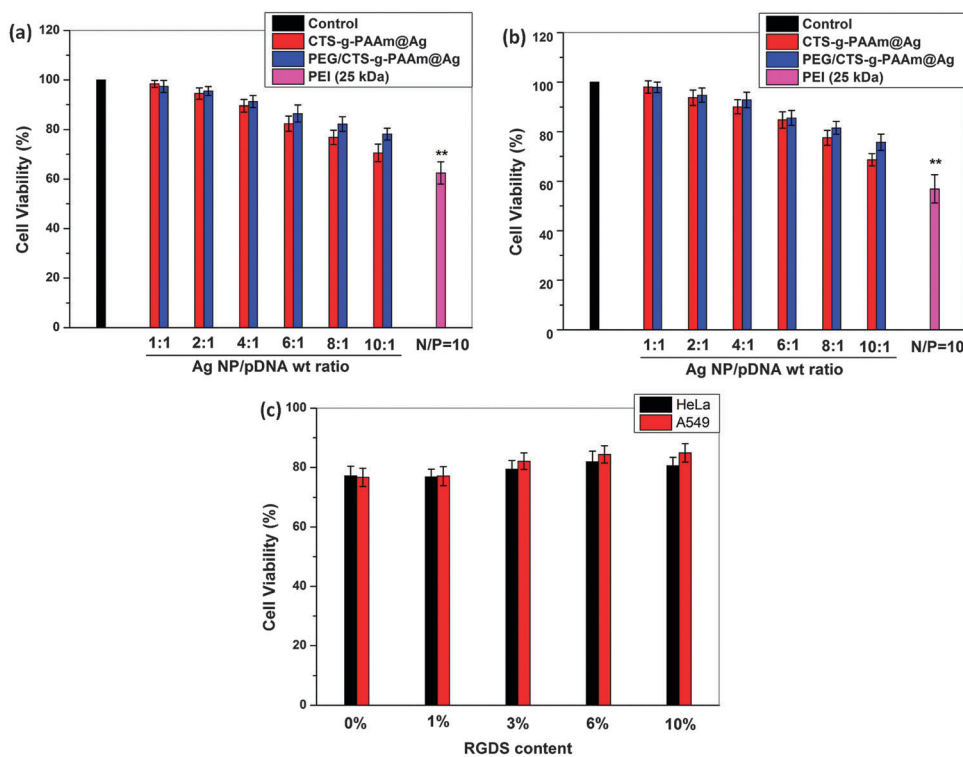 (a)
Control
CTS-g-PAAm@Ag
PEG/CTS-g-PAAm@Ag
PEI (25 kDa)
120
100
80
60
40
20
0
Cell Viability (%)
**
1:1 2:1 4:1 6:1 8:1 10:1 N/P=10
Ag NP/pDNA wt ratio
(b)
Control
CTS-g-PAAm@Ag
PEG/CTS-g-PAAm@Ag
PEI (25 kDa)
120
100
80
60
40
20
0
Cell Viability (%)
**
1:1 2:1 4:1 6:1 8:1 10:1 N/P=10
Ag NP/pDNA wt ratio
(c)
HeLa
A549
100
80
60
40
20
0
Cell Viability (%)
0% 1% 3% 6% 10%
RGDS content